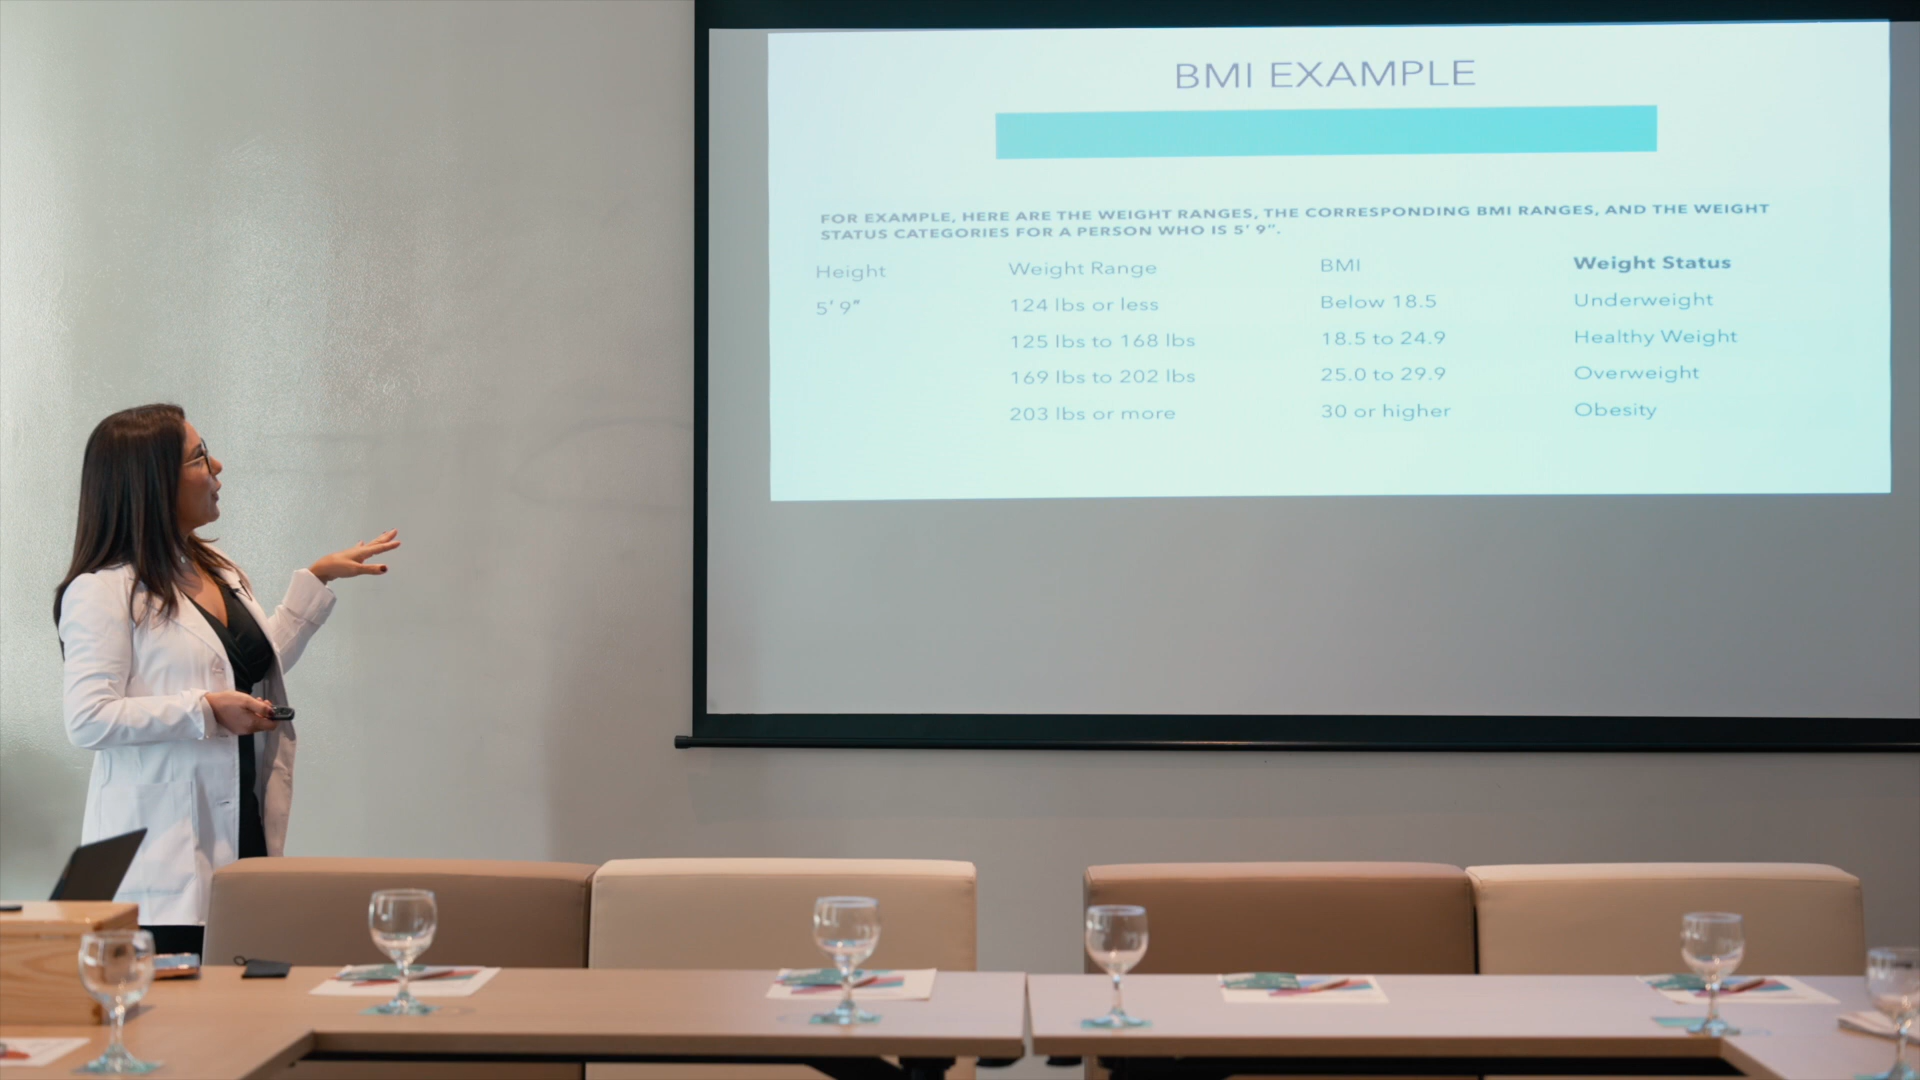 BMI EXAMPLE
FOR EXAMPLE, HERE ARE THE WEIGHT RANGES, THE CORRESPONDING BMI RANGES, AND THE WEIGHT
STATUS CATEGORIES FOR A PERSON WHO IS 5’ 9”.
Height Weight Range BMI Weight Status
5’ 9” 124 lbs or less Below 18.5 Underweight
125 lbs to 168 lbs 18.5 to 24.9 Healthy Weight
169 lbs to 202 lbs 25.0 to 29.9 Overweight
203 lbs or more 30 or higher Obesity